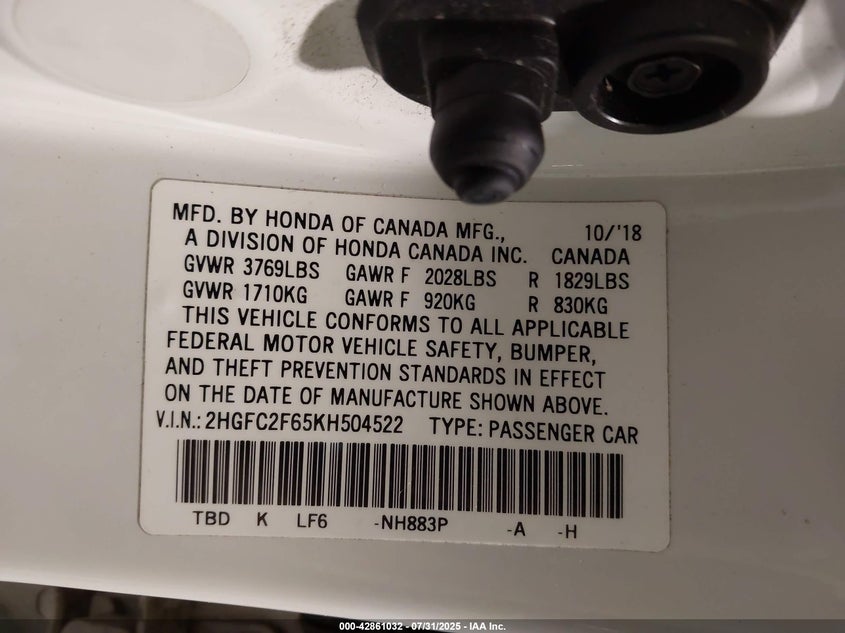 MFD. BY HONDA OF CANADA MFG., 10/'18
A DIVISION OF HONDA CANADA INC. CANADA
GVWR 3769LBS GAWR F 2028LBS R 1829LBS
GVWR 1710KG GAWR F 920KG R 830KG
THIS VEHICLE CONFORMS TO ALL APPLICABLE
FEDERAL MOTOR VEHICLE SAFETY, BUMPER,
AND THEFT PREVENTION STANDARDS IN EFFECT
ON THE DATE OF MANUFACTURE SHOWN ABOVE.
V.I.N.: 2HGFC2F65KH504522 TYPE: PASSENGER CAR
TBD K LF6 -NH883P -A -H
000-42861032 - 07/31/2025 - IAA Inc.